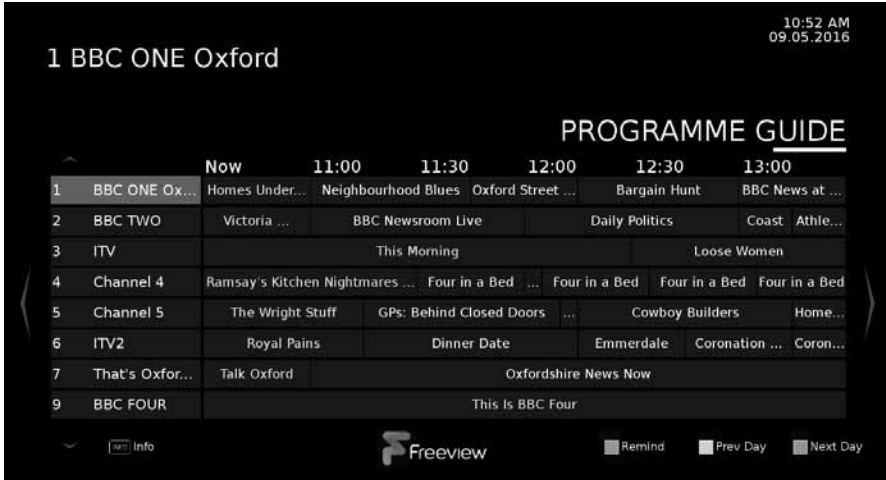 10:52 AM
09.05.2016
1 BBC ONE Oxford
PROGRAMME GUIDE
Now 11:00 11:30 12:00 12:30 13:00
1 BBC ONE Ox... Homes Under... Neighbourhood Blues Oxford Street ... Bargain Hunt BBC News at ...
2 BBC TWO Victoria ... BBC Newsroom Live Daily Politics Coast Athle...
3 ITV This Morning Loose Women
4 Channel 4 Ramsay's Kitchen Nightmares ... Four in a Bed ... Four in a Bed Four in a Bed Four in a Bed
5 Channel 5 The Wright Stuff GPs: Behind Closed Doors ... Cowboy Builders Home...
6 ITV2 Royal Pains Dinner Date Emmerdale Coronation ... Coron...
7 That's Oxfor... Talk Oxford Oxfordshire News Now
9 BBC FOUR This Is BBC Four
Info Freeview Remind Prev Day Next Day